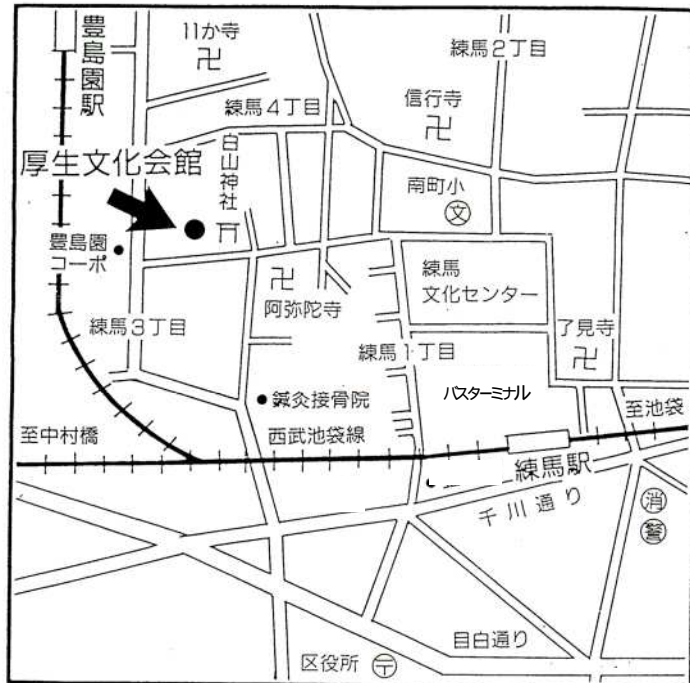 豊島園駅
11か寺
練馬2丁目
練馬4丁目
信行寺
厚生文化会館
白山神社
南町小
文
豊島園
コーポ
練馬
文化センター
阿弥陀寺
練馬3丁目
練馬1丁目
了見寺
鍼灸接骨院
バスターミナル
至池袋
至中村橋
西武池袋線
練馬駅
千川通り
消
警
目白通り
区役所
〒